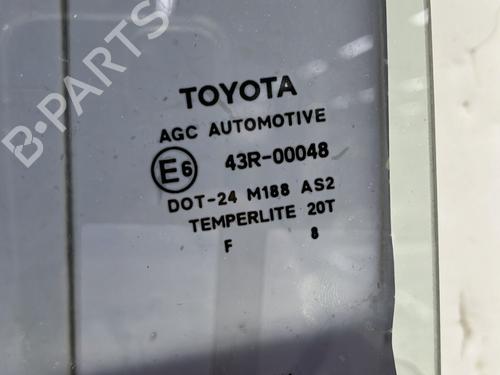 B-PARTS
TOYOTA
AGC AUTOMOTIVE
E6 43R-00048
DOT-24 M188 AS2
TEMPERLITE 20T
F 8